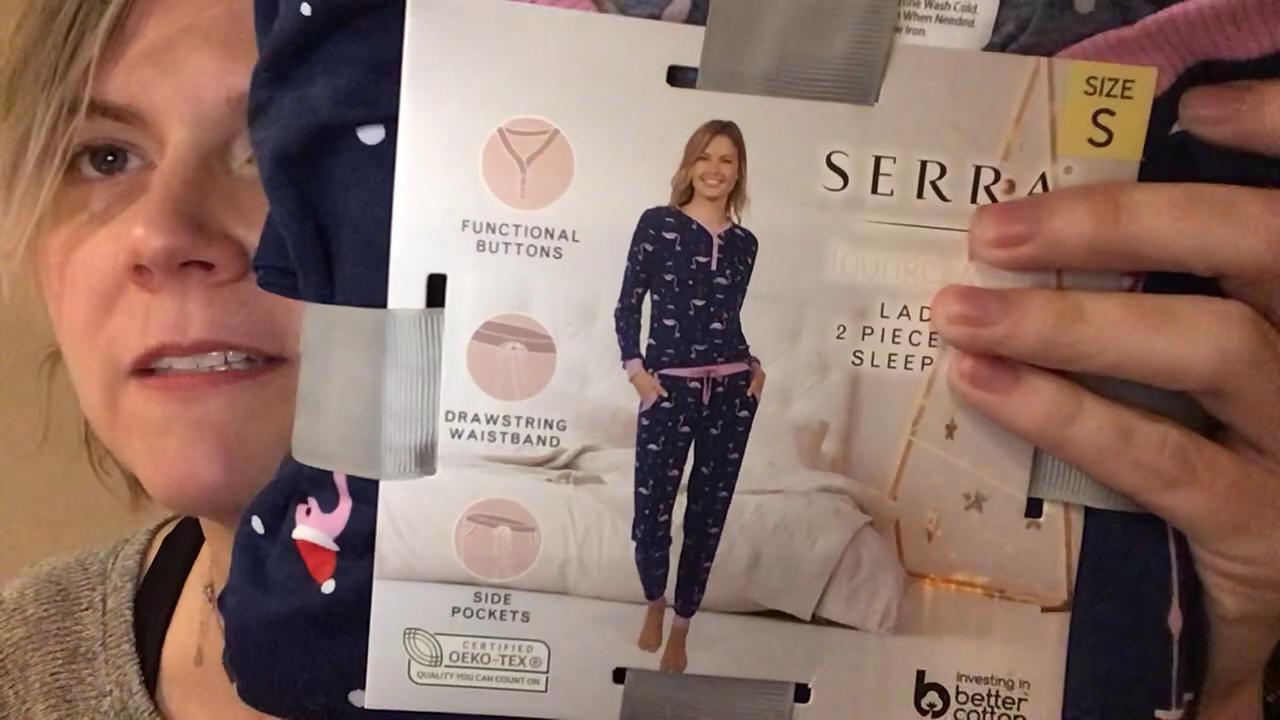 ine Wash Cold
When Needed
w Iron
SIZE
S
SERRA
FUNCTIONAL
BUTTONS
LAD
2 PIECE
SLEEP
DRAWSTRING
WAISTBAND
SIDE
POCKETS
CERTIFIED
OEKO-TEX®
QUALITY YOU CAN COUNT ON
investing in
better
cotton